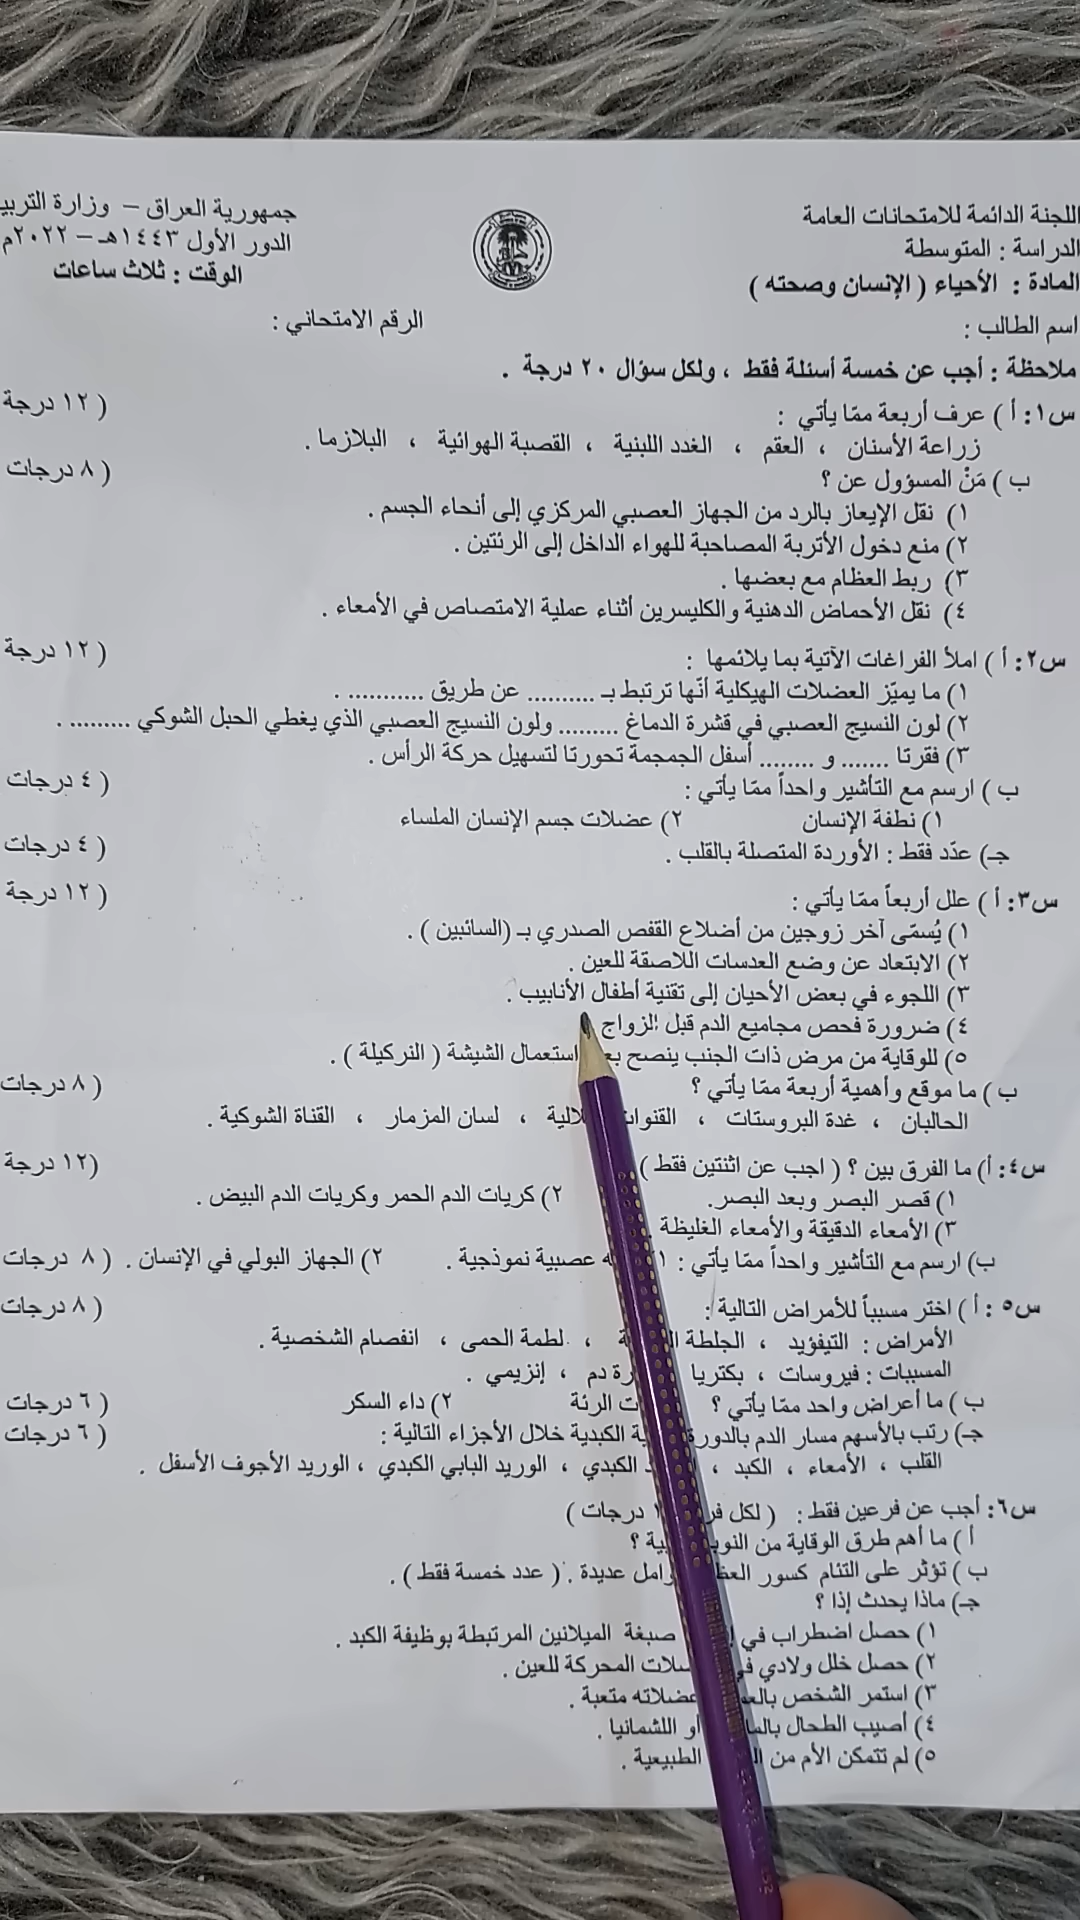 اللجنة الدائمة للامتحانات العامة
الدراسة : المتوسطة
المادة : الأحياء ( الإنسان وصحته )
اسم الطالب :
جمهورية العراق – وزارة
الدور الأول ١٤٤٣هـ – ٢٠٢٢م
الوقت : ثلاث ساعات
الرقم الامتحاني :
ملاحظة : أجب عن خمسة أسئلة فقط ، ولكل سؤال ٢٠ درجة .
س١: أ ) عرف أربعة ممّا يأتي : ( ١٢ درجة
زراعة الأسنان ، العقم ، الغدد اللبنية ، القصبة الهوائية ، البلازما .
ب ) مَنْ المسؤول عن ؟ ( ٨ درجات
١) نقل الإيعاز بالرد من الجهاز العصبي المركزي إلى أنحاء الجسم .
٢) منع دخول الأتربة المصاحبة للهواء الداخل إلى الرئتين .
٣) ربط العظام مع بعضها .
٤) نقل الأحماض الدهنية والكليسرين أثناء عملية الامتصاص في الأمعاء .
س٢: أ ) املأ الفراغات الآتية بما يلائمها : ( ١٢ درجة
١) ما يميّز العضلات الهيكلية أنّها ترتبط بـ .......... عن طريق ........... .
٢) لون النسيج العصبي في قشرة الدماغ ......... ولون النسيج العصبي الذي يغطي الحبل الشوكي ......... .
٣) فقرتا ....... و ........ أسفل الجمجمة تحورتا لتسهيل حركة الرأس .
ب ) ارسم مع التأشير واحداً ممّا يأتي : ( ٤ درجات
١) نطفة الإنسان ٢) عضلات جسم الإنسان الملساء
جـ) عدّد فقط : الأوردة المتصلة بالقلب . ( ٤ درجات
س٣: أ ) علل أربعاً ممّا يأتي : ( ١٢ درجة
١) يُسمّى آخر زوجين من أضلاع القفص الصدري بـ (السائبين ) .
٢) الابتعاد عن وضع العدسات اللاصقة للعين .
٣) اللجوء في بعض الأحيان إلى تقنية أطفال الأنابيب .
٤) ضرورة فحص مجاميع الدم قبل الزواج
٥) للوقاية من مرض ذات الجنب ينصح استعمال الشيشة ( النركيلة ) .
ب ) ما موقع وأهمية أربعة ممّا يأتي ؟ ( ٨ درجات
الحالبان ، غدة البروستات ، ، لسان المزمار ، القناة الشوكية .
س٤: أ) ما الفرق بين ؟ ( اجب عن اثنتين فقط ) (١٢ درجة
١) قصر البصر وبعد البصر. ٢) كريات الدم الحمر وكريات الدم البيض .
٣) الأمعاء الدقيقة والأمعاء الغليظة
ب) ارسم مع التأشير واحداً ممّا يأتي : ١ عصبية نموذجية . ٢) الجهاز البولي في الإنسان . ( ٨ درجات
س٥ : أ ) اختر مسبباً للأمراض التالية : ( ٨ درجات
الأمراض : التيفؤيد ، الجلطة ، لطمة الحمى ، انفصام الشخصية .
المسببات : فيروسات ، بكتريا دم ، إنزيمي .
ب ) ما أعراض واحد ممّا يأتي ؟ الرئة ٢) داء السكر ( ٦ درجات
جـ) رتب بالأسهم مسار الدم بالدورة الكبدية خلال الأجزاء التالية : ( ٦ درجات
القلب ، الأمعاء ، الكبد ، الكبدي ، الوريد البابي الكبدي ، الوريد الأجوف الأسفل .
س٦: أجب عن فرعين فقط : ( لكل درجات )
أ ) ما أهم طرق الوقاية من ؟
ب ) تؤثر على التئام كسور عديدة . ( عدد خمسة فقط ) .
جـ) ماذا يحدث إذا ؟
١) حصل اضطراب في صبغة الميلانين المرتبطة بوظيفة الكبد .
٢) حصل خلل ولادي المحركة للعين .
٣) استمر الشخص عضلاته متعبة .
٤) أصيب الطحال او اللشمانيا .
٥) لم تتمكن الأم من الطبيعية .